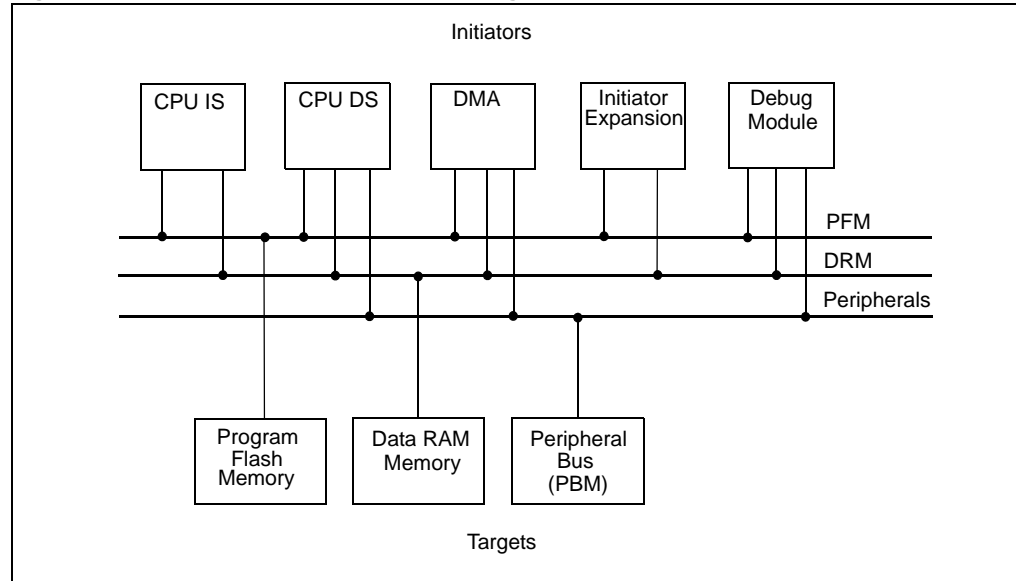 Initiators
CPU IS
CPU DS
DMA
Initiator
Expansion
Debug
Module
PFM
DRM
Peripherals
Program
Flash
Memory
Data RAM
Memory
Peripheral
Bus
(PBM)
Targets